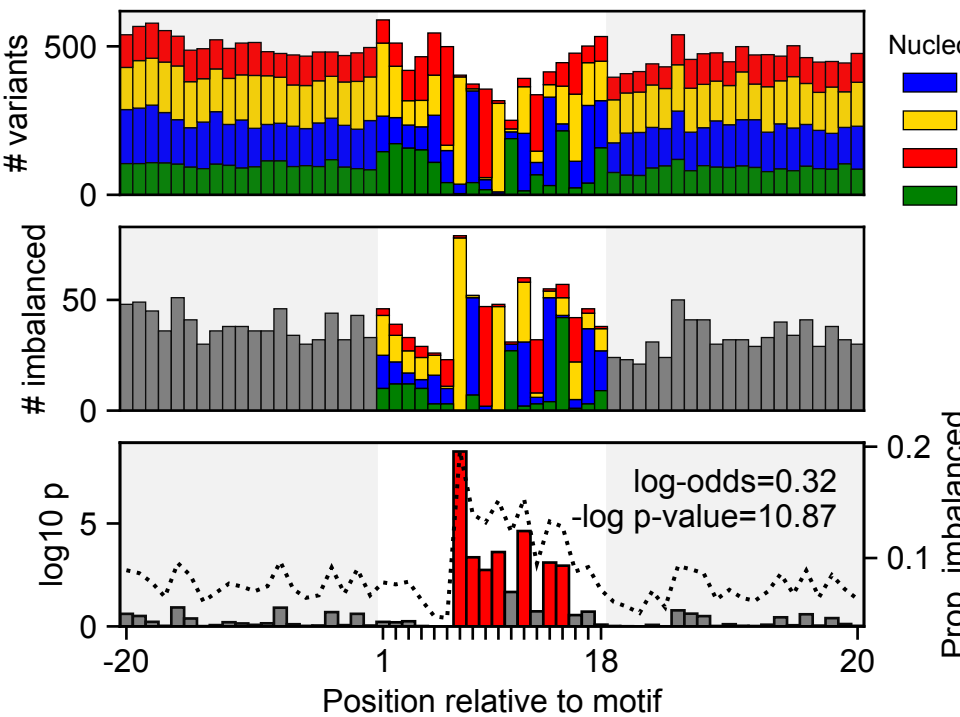 # variants
500
0
Nucleo
# imbalanced
50
0
log10 p
5
0
log-odds=0.32
-log p-value=10.87
0.2
0.1
Prop. imbalanced
-20
1
18
20
Position relative to motif